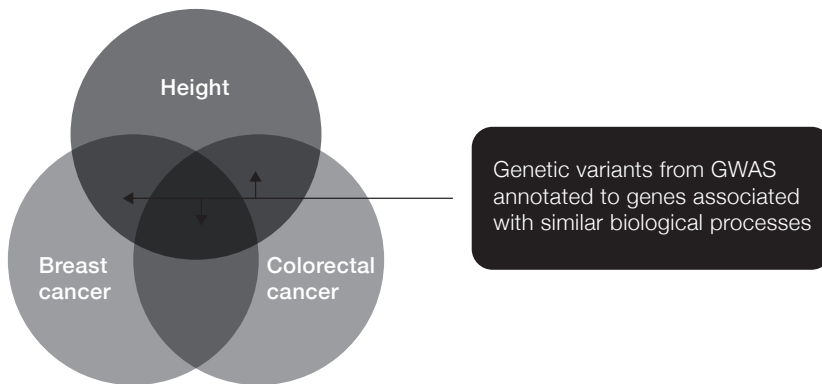 Height
Breast
cancer
Colorectal
cancer
Genetic variants from GWAS
annotated to genes associated
with similar biological processes